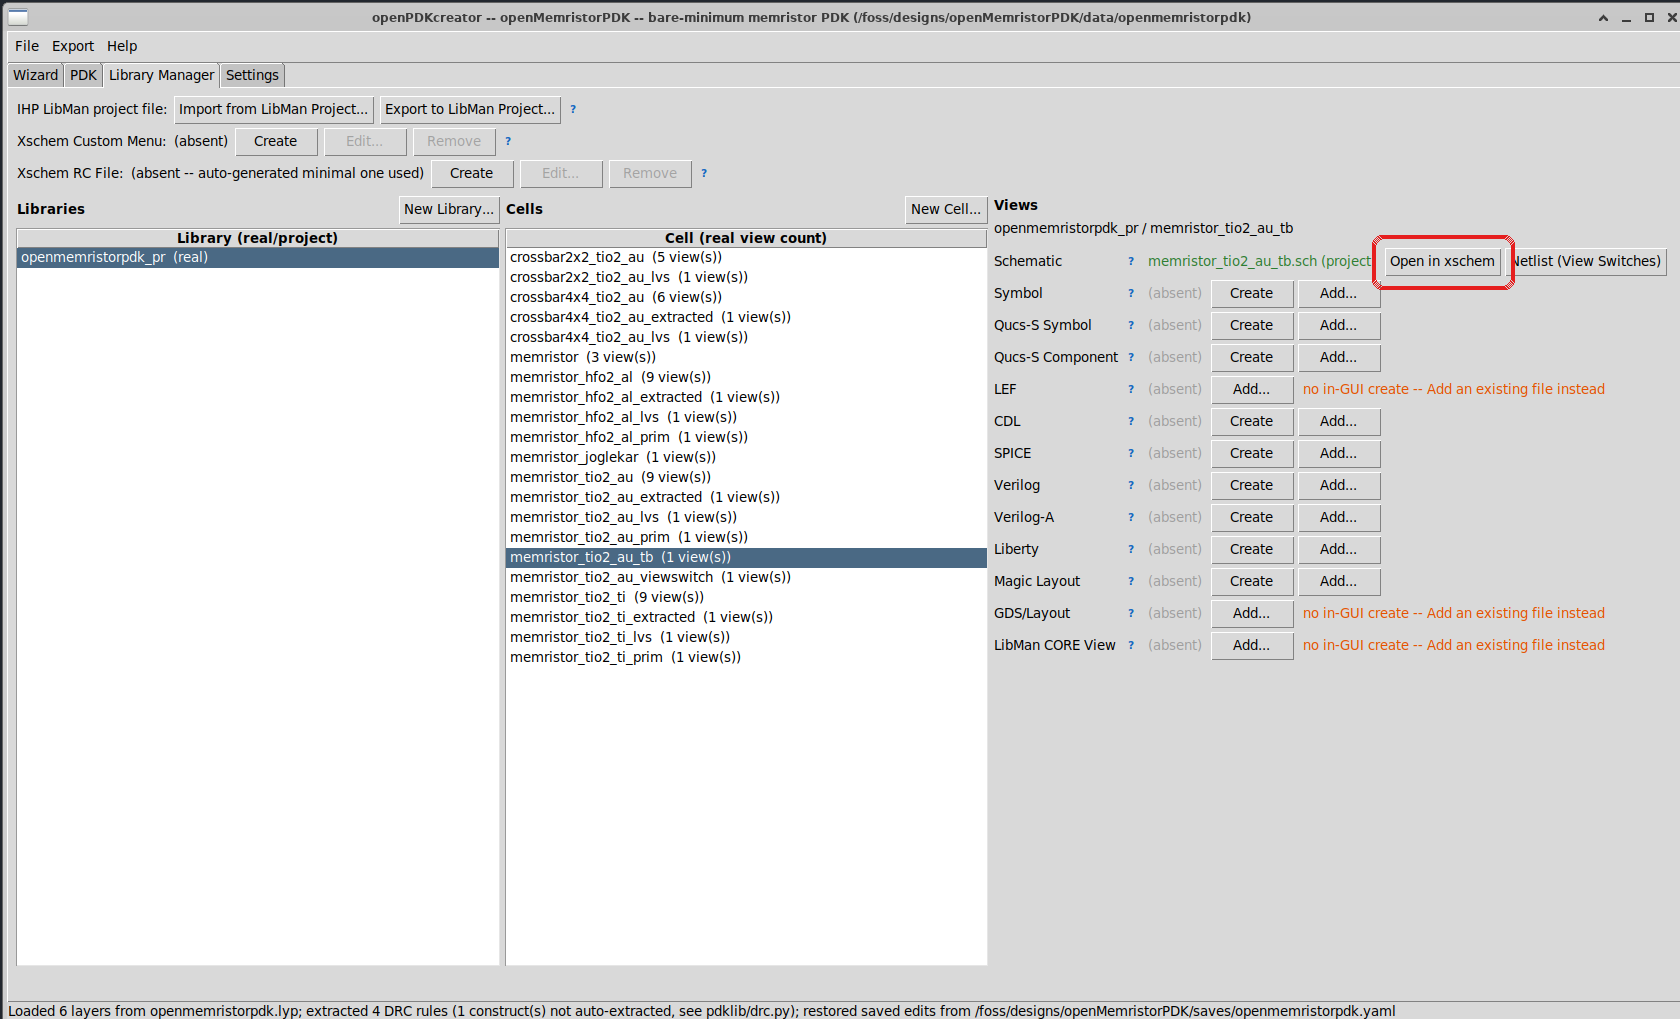 openPDKcreator -- openMemristorPDK -- bare-minimum memristor PDK (/foss/designs/openMemristorPDK/data/openmemristorpdk)
File Export Help
Wizard PDK Library Manager Settings
IHP LibMan project file: Import from LibMan Project... Export to LibMan Project... ?
Xschem Custom Menu: (absent) Create Edit... Remove ?
Xschem RC File: (absent -- auto-generated minimal one used) Create Edit... Remove ?
Libraries New Library...
Library (real/project)
openmemristorpdk_pr (real)
Cells New Cell...
Cell (real view count)
crossbar2x2_tio2_au (5 view(s))
crossbar2x2_tio2_au_lvs (1 view(s))
crossbar4x4_tio2_au (6 view(s))
crossbar4x4_tio2_au_extracted (1 view(s))
crossbar4x4_tio2_au_lvs (1 view(s))
memristor (3 view(s))
memristor_hfo2_al (9 view(s))
memristor_hfo2_al_extracted (1 view(s))
memristor_hfo2_al_lvs (1 view(s))
memristor_hfo2_al_prim (1 view(s))
memristor_joglekar (1 view(s))
memristor_tio2_au (9 view(s))
memristor_tio2_au_extracted (1 view(s))
memristor_tio2_au_lvs (1 view(s))
memristor_tio2_au_prim (1 view(s))
memristor_tio2_au_tb (1 view(s))
memristor_tio2_au_viewswitch (1 view(s))
memristor_tio2_ti (9 view(s))
memristor_tio2_ti_extracted (1 view(s))
memristor_tio2_ti_lvs (1 view(s))
memristor_tio2_ti_prim (1 view(s))
Views
openmemristorpdk_pr / memristor_tio2_au_tb
Schematic ? memristor_tio2_au_tb.sch (project Open in xschem Netlist (View Switches)
Symbol ? (absent) Create Add...
Qucs-S Symbol ? (absent) Create Add...
Qucs-S Component ? (absent) Create Add...
LEF ? (absent) Add... no in-GUI create -- Add an existing file instead
CDL ? (absent) Create Add...
SPICE ? (absent) Create Add...
Verilog ? (absent) Create Add...
Verilog-A ? (absent) Create Add...
Liberty ? (absent) Create Add...
Magic Layout ? (absent) Create Add...
GDS/Layout ? (absent) Add... no in-GUI create -- Add an existing file instead
LibMan CORE View ? (absent) Add... no in-GUI create -- Add an existing file instead
Loaded 6 layers from openmemristorpdk.lyp; extracted 4 DRC rules (1 construct(s) not auto-extracted, see pdklib/drc.py); restored saved edits from /foss/designs/openMemristorPDK/saves/openmemristorpdk.yaml